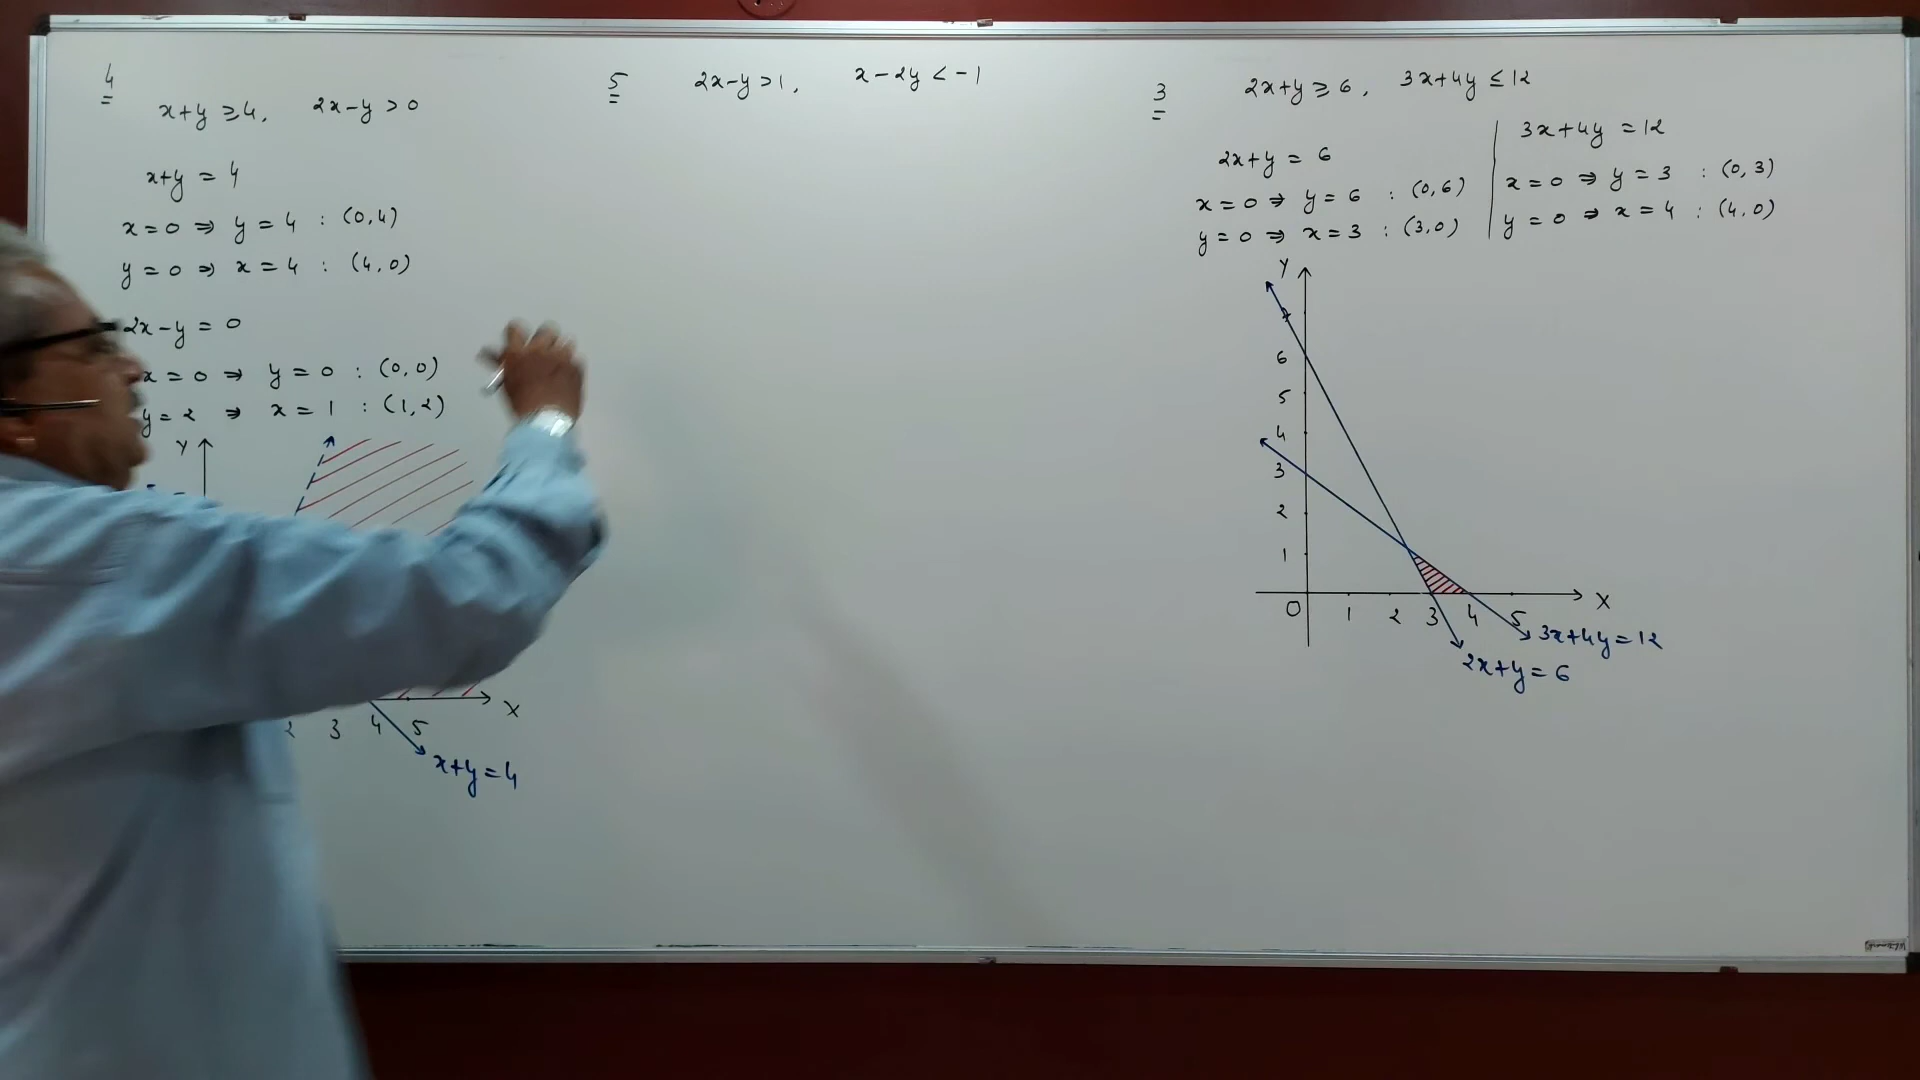 4
x+y ≥ 4, 2x-y > 0
x+y = 4
x=0 ⇒ y=4 : (0,4)
y=0 ⇒ x=4 : (4,0)
2x-y = 0
x=0 ⇒ y=0 : (0,0)
y=2 ⇒ x=1 : (1,2)
Y
2 3 4 5 X
x+y=4
5 2x-y>1, x-2y < -1
3 2x+y ≥ 6, 3x+4y ≤ 12
2x+y = 6
x=0 ⇒ y=6 : (0,6)
y=0 ⇒ x=3 : (3,0)
3x+4y = 12
x=0 ⇒ y=3 : (0,3)
y=0 ⇒ x=4 : (4,0)
Y
7
6
5
4
3
2
1
O 1 2 3 4 5 X
3x+4y=12
2x+y=6